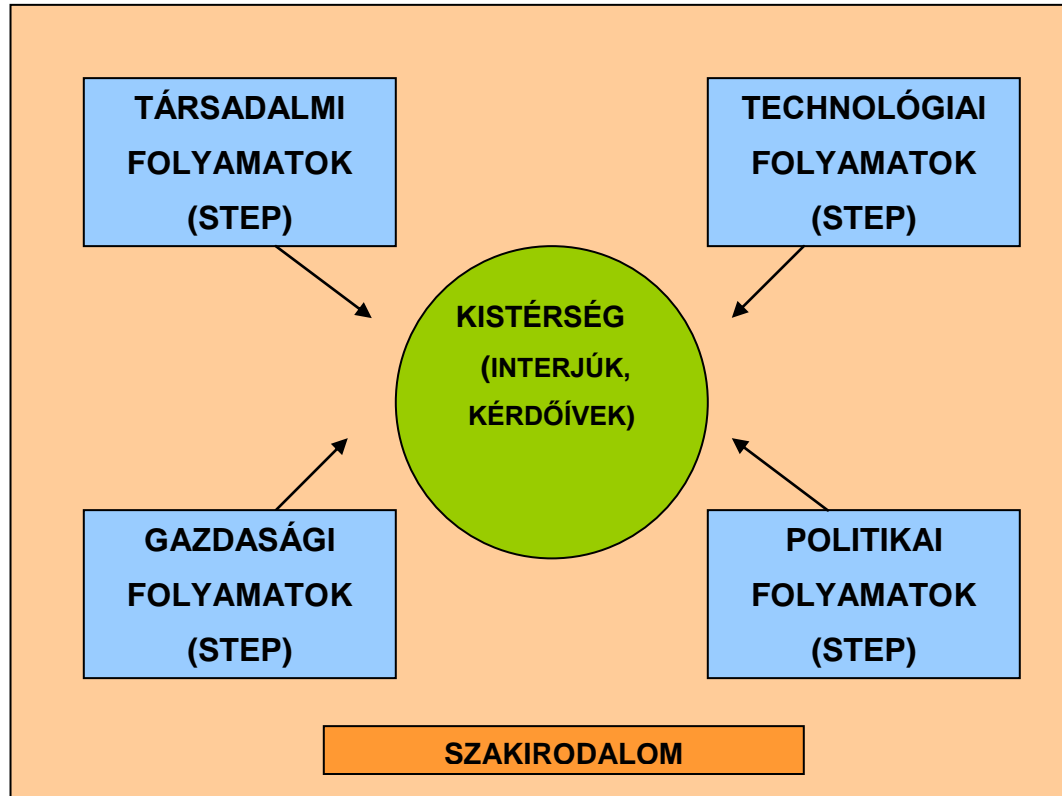 TÁRSADALMI
FOLYAMATOK
(STEP)
TECHNOLÓGIAI
FOLYAMATOK
(STEP)
KISTÉRSÉG
(INTERJÚK,
KÉRDŐÍVEK)
GAZDASÁGI
FOLYAMATOK
(STEP)
POLITIKAI
FOLYAMATOK
(STEP)
SZAKIRODALOM